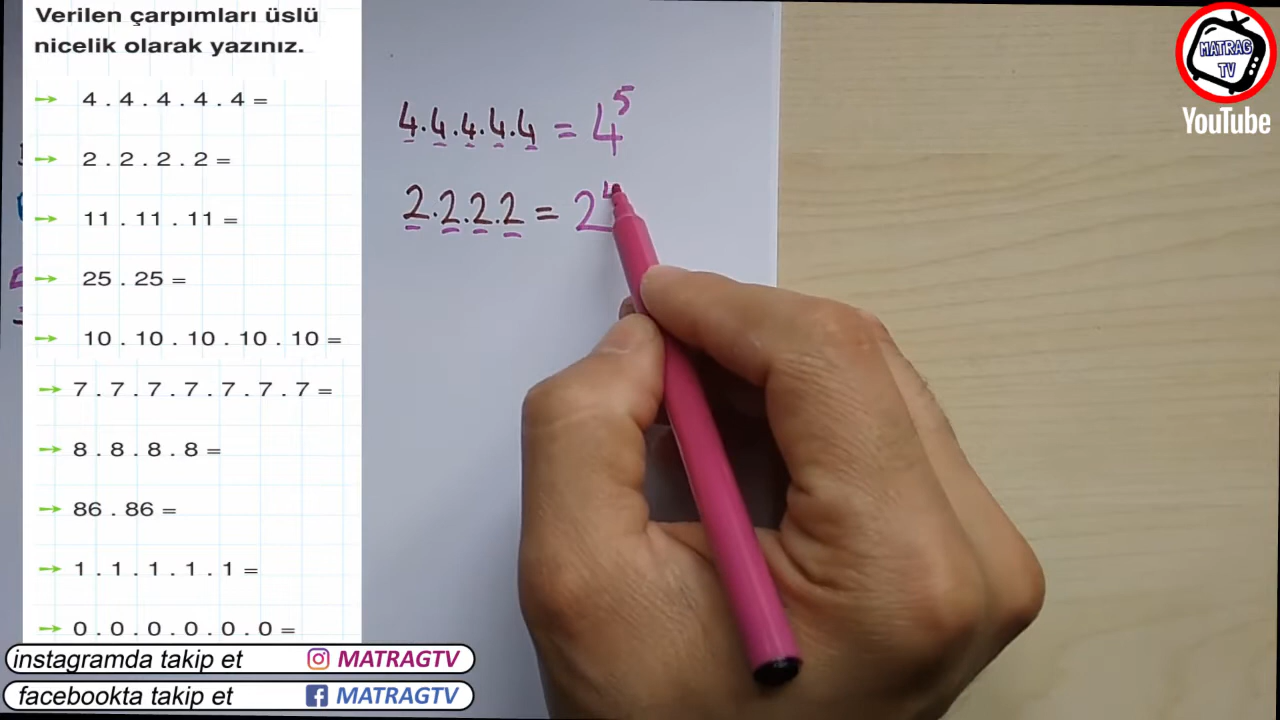 Verilen çarpımları üslü
nicelik olarak yazınız.
4 . 4 . 4 . 4 . 4 =
2 . 2 . 2 . 2 =
11 . 11 . 11 =
25 . 25 =
10 . 10 . 10 . 10 . 10 =
7 . 7 . 7 . 7 . 7 . 7 . 7 =
8 . 8 . 8 . 8 =
86 . 86 =
1 . 1 . 1 . 1 . 1 =
0 . 0 . 0 . 0 . 0 . 0 =
4.4.4.4.4 = 4⁵
2.2.2.2 = 2⁴
MATRAG
TV
YouTube
instagramda takip et MATRAGTV
facebookta takip et MATRAGTV